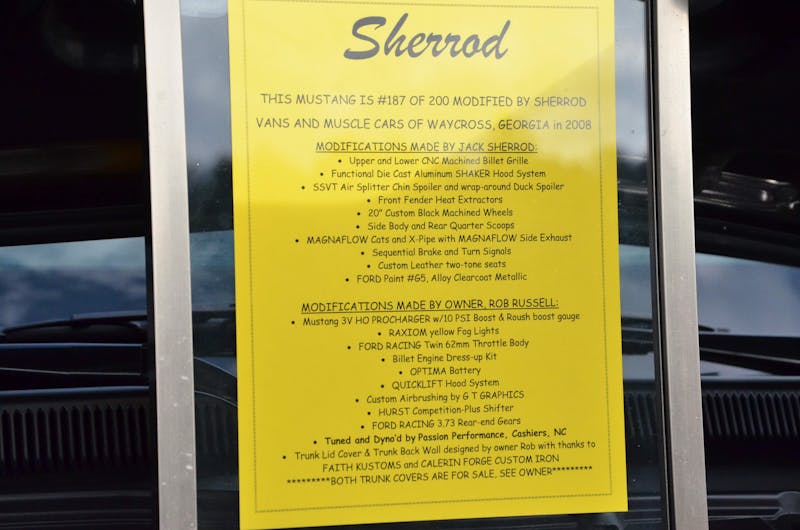 Sherrod
THIS MUSTANG IS #187 OF 200 MODIFIED BY SHERROD
VANS AND MUSCLE CARS OF WAYCROSS, GEORGIA in 2008
MODIFICATIONS MADE BY JACK SHERROD:
• Upper and Lower CNC Machined Billet Grille
• Functional Die Cast Aluminum SHAKER Hood System
• SSVT Air Splitter Chin Spoiler and wrap-around Duck Spoiler
• Front Fender Heat Extractors
• 20" Custom Black Machined Wheels
• Side Body and Rear Quarter Scoops
• MAGNAFLOW Cats and X-Pipe with MAGNAFLOW Side Exhaust
• Sequential Brake and Turn Signals
• Custom Leather two-tone seats
• FORD Paint #G5, Alloy Clearcoat Metallic
MODIFICATIONS MADE BY OWNER, ROB RUSSELL:
• Mustang 3V HO PROCHARGER w/10 PSI Boost & Roush boost gauge
• RAXIOM yellow Fog Lights
• FORD RACING Twin 62mm Throttle Body
• Billet Engine Dress-up Kit
• OPTIMA Battery
• QUICKLIFT Hood System
• Custom Airbrushing by G T GRAPHICS
• HURST Competition-Plus Shifter
• FORD RACING 3.73 Rear-end Gears
• Tuned and Dyno'd by Passion Performance, Cashiers, NC
• Trunk Lid Cover & Trunk Back Wall designed by owner Rob with thanks to
FAITH KUSTOMS and CALERIN FORGE CUSTOM IRON
*********BOTH TRUNK COVERS ARE FOR SALE, SEE OWNER*********